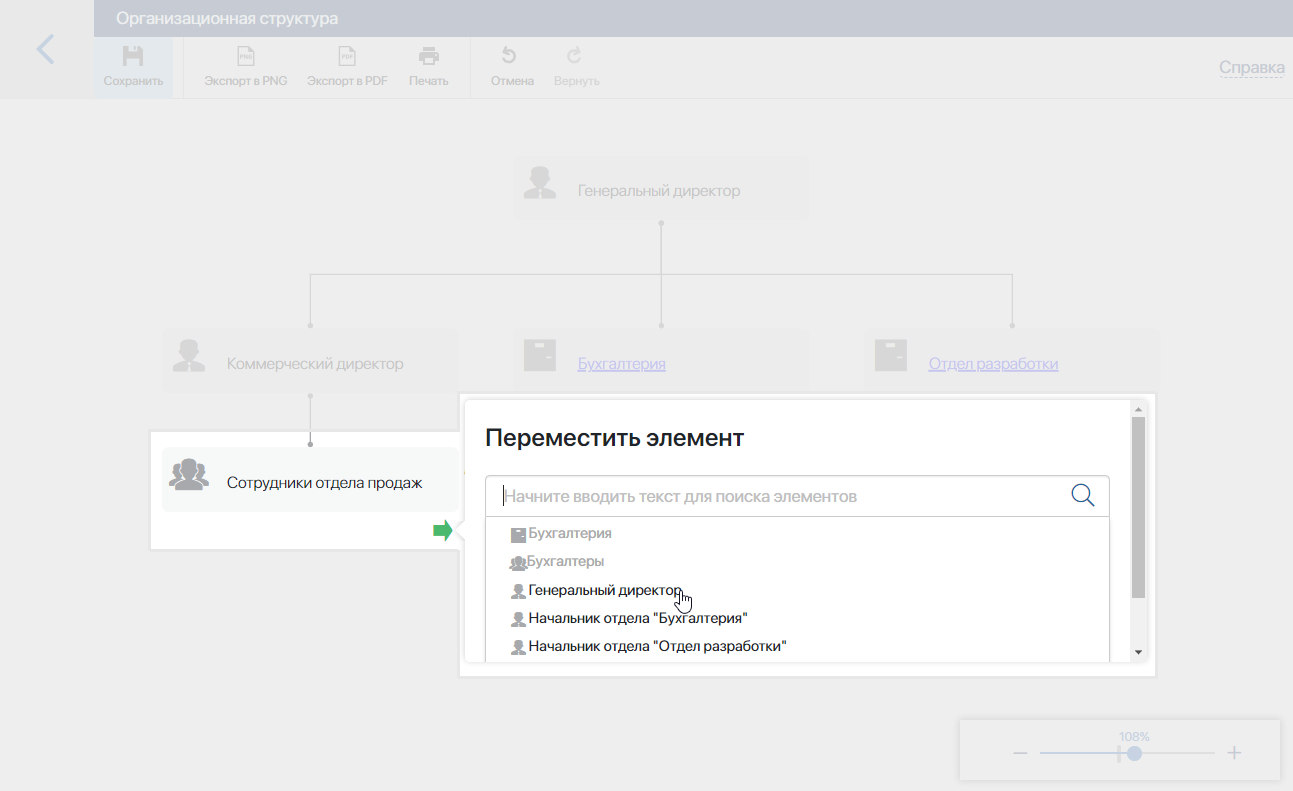 Организационная структура
Сохранить
Экспорт в PNG
Экспорт в PDF
Печать
Отмена
Вернуть
Справка
PNG
PDF
Генеральный директор
Коммерческий директор
Бухгалтерия
Отдел разработки
Сотрудники отдела продаж
Переместить элемент
Начните вводить текст для поиска элементов
Бухгалтерия
Бухгалтеры
Генеральный директор
Начальник отдела "Бухгалтерия"
Начальник отдела "Отдел разработки"
108%